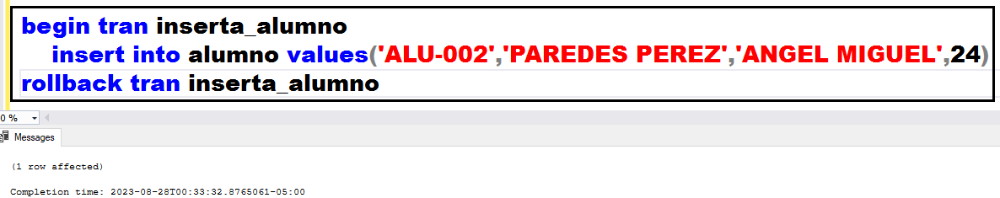 begin tran inserta_alumno
insert into alumno values('ALU-002','PAREDES PEREZ','ANGEL MIGUEL',24)
rollback tran inserta_alumno
0 %
Messages
(1 row affected)
Completion time: 2023-08-28T00:33:32.8765061-05:00